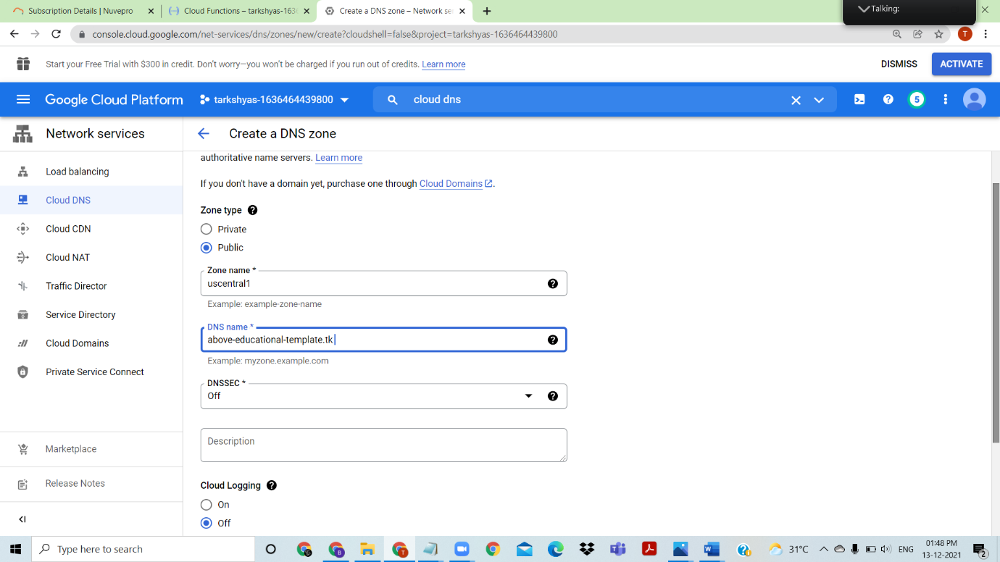 Subscription Details | Nuvepro
Cloud Functions – tarkshyas-163
Create a DNS zone – Network se
Talking:
console.cloud.google.com/net-services/dns/zones/new/create?cloudshell=false&project=tarkshyas-1636464439800
T
Start your Free Trial with $300 in credit. Don't worry—you won't be charged if you run out of credits. Learn more
DISMISS
ACTIVATE
Google Cloud Platform
tarkshyas-1636464439800
cloud dns
5
Network services
Create a DNS zone
Load balancing
Cloud DNS
Cloud CDN
Cloud NAT
Traffic Director
Service Directory
Cloud Domains
Private Service Connect
Marketplace
Release Notes
authoritative name servers. Learn more
If you don't have a domain yet, purchase one through Cloud Domains.
Zone type
Private
Public
Zone name *
uscentral1
Example: example-zone-name
DNS name *
above-educational-template.tk
Example: myzone.example.com
DNSSEC *
Off
Description
Cloud Logging
On
Off
Type here to search
31°C
ENG
01:48 PM
13-12-2021
2